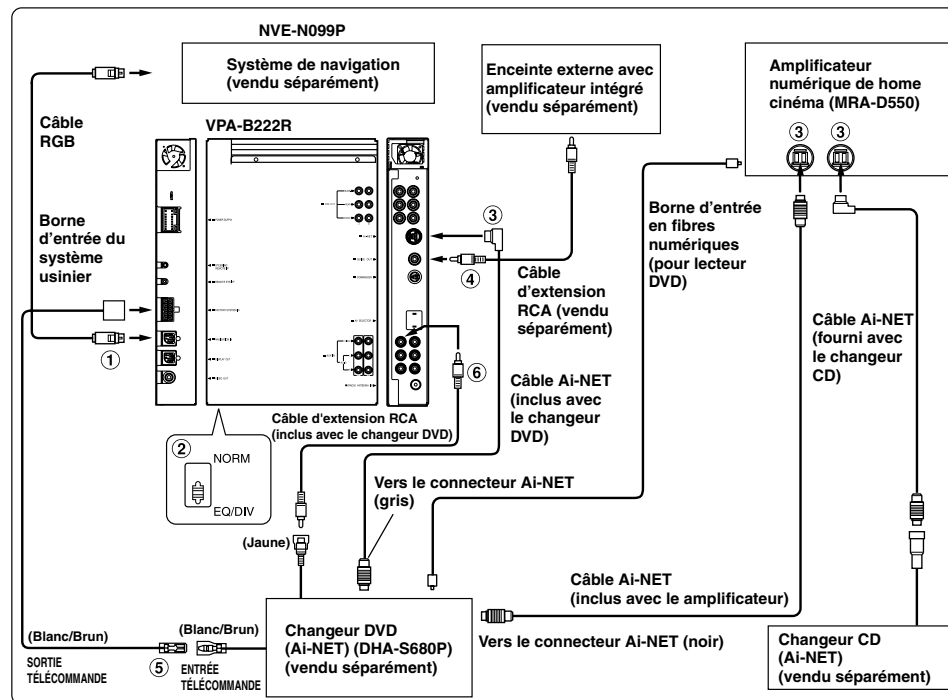 NVE-N099P
Système de navigation
(vendu séparément)
Enceinte externe avec
amplificateur intégré
(vendu séparément)
Amplificateur
numérique de home
cinéma (MRA-D550)
3
3
Câble
RGB
VPA-B222R
Borne
d'entrée du
système
usinier
1
3
4
6
Câble
d'extension
RCA (vendu
séparément)
Borne d'entrée
en fibres
numériques
(pour lecteur
DVD)
Câble Ai-NET
(fourni avec
le changeur
CD)
Câble Ai-NET
(inclus avec
le changeur
DVD)
Câble d'extension RCA
(inclus avec le changeur DVD)
2
NORM
EQ/DIV
Vers le connecteur Ai-NET
(gris)
(Jaune)
Câble Ai-NET
(inclus avec le amplificateur)
(Blanc/Brun)
(Blanc/Brun)
SORTIE
TÉLÉCOMMANDE
5
ENTRÉE
TÉLÉCOMMANDE
Changeur DVD
(Ai-NET) (DHA-S680P)
(vendu séparément)
Vers le connecteur Ai-NET (noir)
Changeur CD
(Ai-NET)
(vendu séparément)